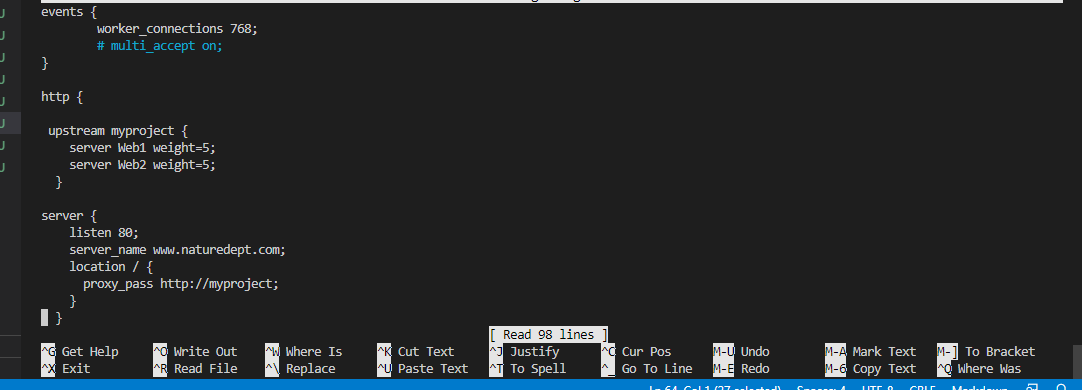 events {
worker_connections 768;
# multi_accept on;
}
http {
upstream myproject {
server Web1 weight=5;
server Web2 weight=5;
}
server {
listen 80;
server_name www.naturedept.com;
location / {
proxy_pass http://myproject;
}
}
[ Read 98 lines ]
^G Get Help ^O Write Out ^W Where Is ^K Cut Text ^J Justify ^C Cur Pos M-U Undo M-A Mark Text M-] To Bracket
^X Exit ^R Read File ^\ Replace ^U Paste Text ^T To Spell ^_ Go To Line M-E Redo M-6 Copy Text ^Q Where Was